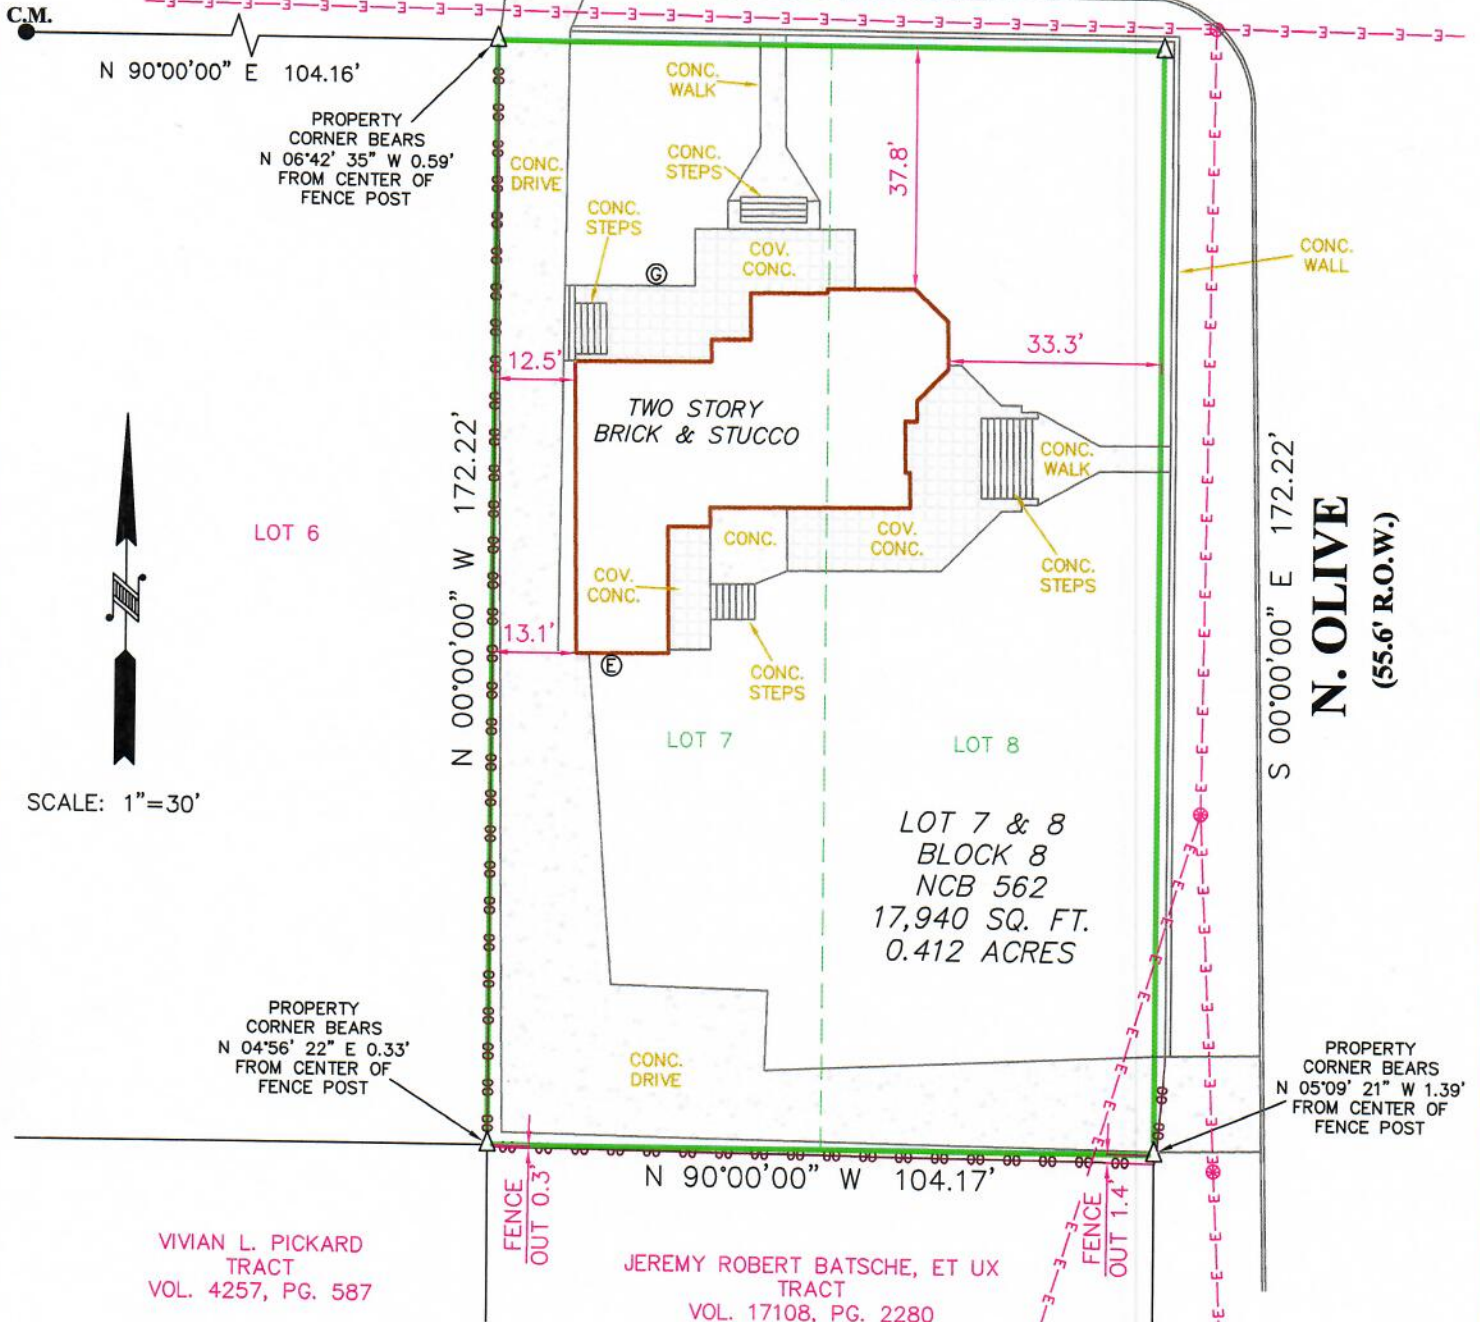 C.M.
N 90°00'00" E 104.16'
PROPERTY
CORNER BEARS
N 06°42' 35" W 0.59'
FROM CENTER OF
FENCE POST
CONC.
DRIVE
CONC.
WALK
CONC.
STEPS
CONC.
STEPS
37.8'
G
COV.
CONC.
CONC.
WALL
12.5'
33.3'
TWO STORY
BRICK & STUCCO
CONC.
WALK
N 00°00'00" W 172.22'
LOT 6
S 00°00'00" E 172.22'
N. OLIVE
(55.6' R.O.W.)
CONC.
COV.
CONC.
CONC.
STEPS
COV.
CONC.
13.1'
E
CONC.
STEPS
LOT 7
LOT 8
SCALE: 1"=30'
LOT 7 & 8
BLOCK 8
NCB 562
17,940 SQ. FT.
0.412 ACRES
PROPERTY
CORNER BEARS
N 04°56' 22" E 0.33'
FROM CENTER OF
FENCE POST
CONC.
DRIVE
PROPERTY
CORNER BEARS
N 05°09' 21" W 1.39'
FROM CENTER OF
FENCE POST
N 90°00'00" W 104.17'
FENCE
OUT 0.3'
FENCE
OUT 1.4'
VIVIAN L. PICKARD
TRACT
VOL. 4257, PG. 587
JEREMY ROBERT BATSCHE, ET UX
TRACT
VOL. 17108, PG. 2280